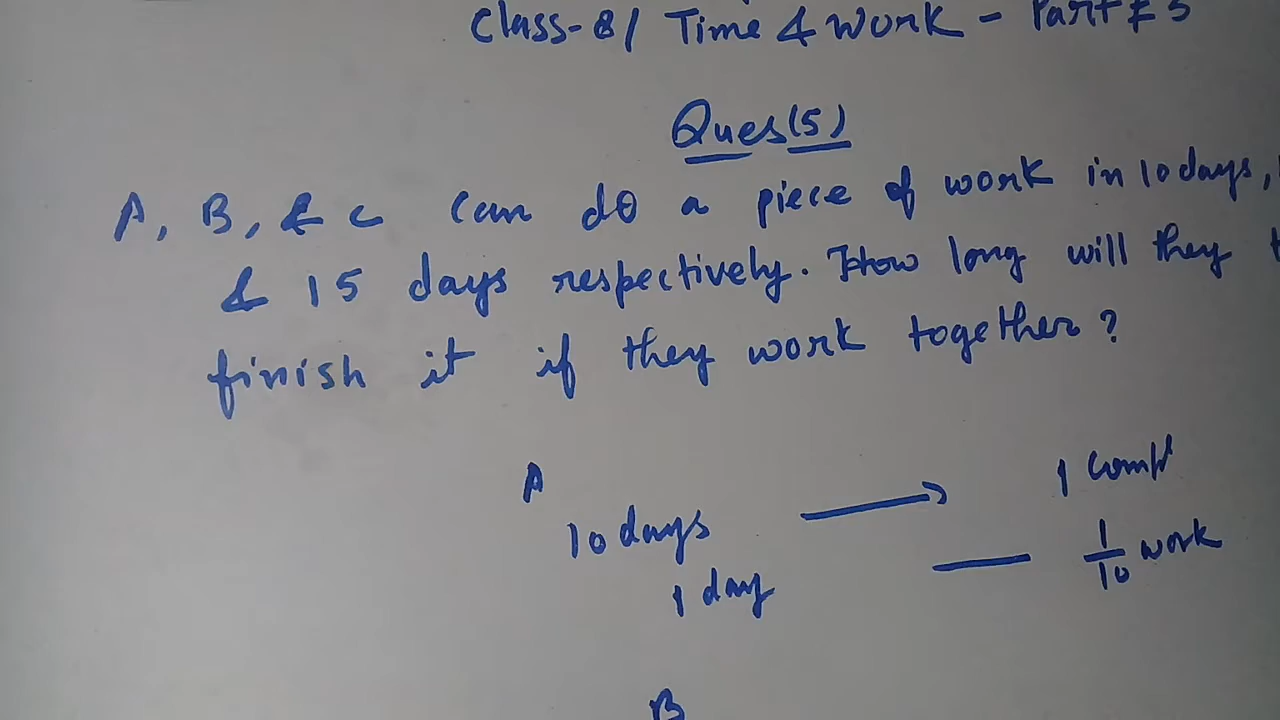 Class-8/ Time & Work - Part # 5
Ques(5)
A, B, & C can do a piece of work in 10 days,
& 15 days respectively. How long will they
finish it if they work together?
A
10 days → 1 comp
1 day — 1/10 work
B